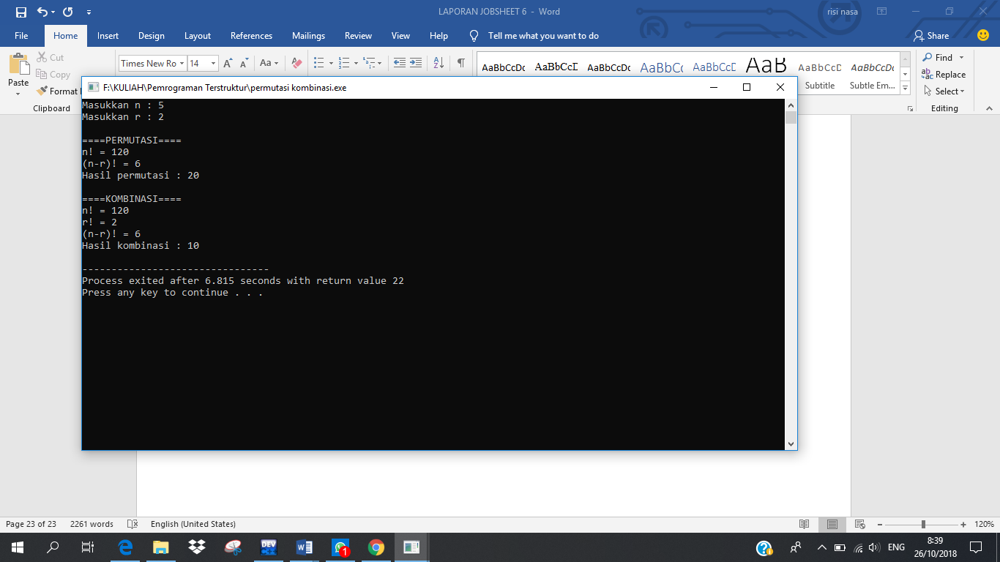 LAPORAN JOBSHEET 6 - Word
risi nasa
File Home Insert Design Layout References Mailings Review View Help Tell me what you want to do Share
Cut
Copy
Paste
Format
Clipboard
Times New Ro 14
Aa
AaBbCcDc AaBbCcD AaBbCcDc AaBbCc AaBbCcD AaB AaBbCcD AaBbCcDc
Subtitle Subtle Em...
Find
Replace
Select
Editing
F:\KULIAH\Pemrograman Terstruktur\permutasi kombinasi.exe
Masukkan n : 5
Masukkan r : 2
====PERMUTASI====
n! = 120
(n-r)! = 6
Hasil permutasi : 20
====KOMBINASI====
n! = 120
r! = 2
(n-r)! = 6
Hasil kombinasi : 10
--------------------------------
Process exited after 6.815 seconds with return value 22
Press any key to continue . . .
Page 23 of 23 2261 words English (United States) 120%
DEV
1
ENG
8:39
26/10/2018